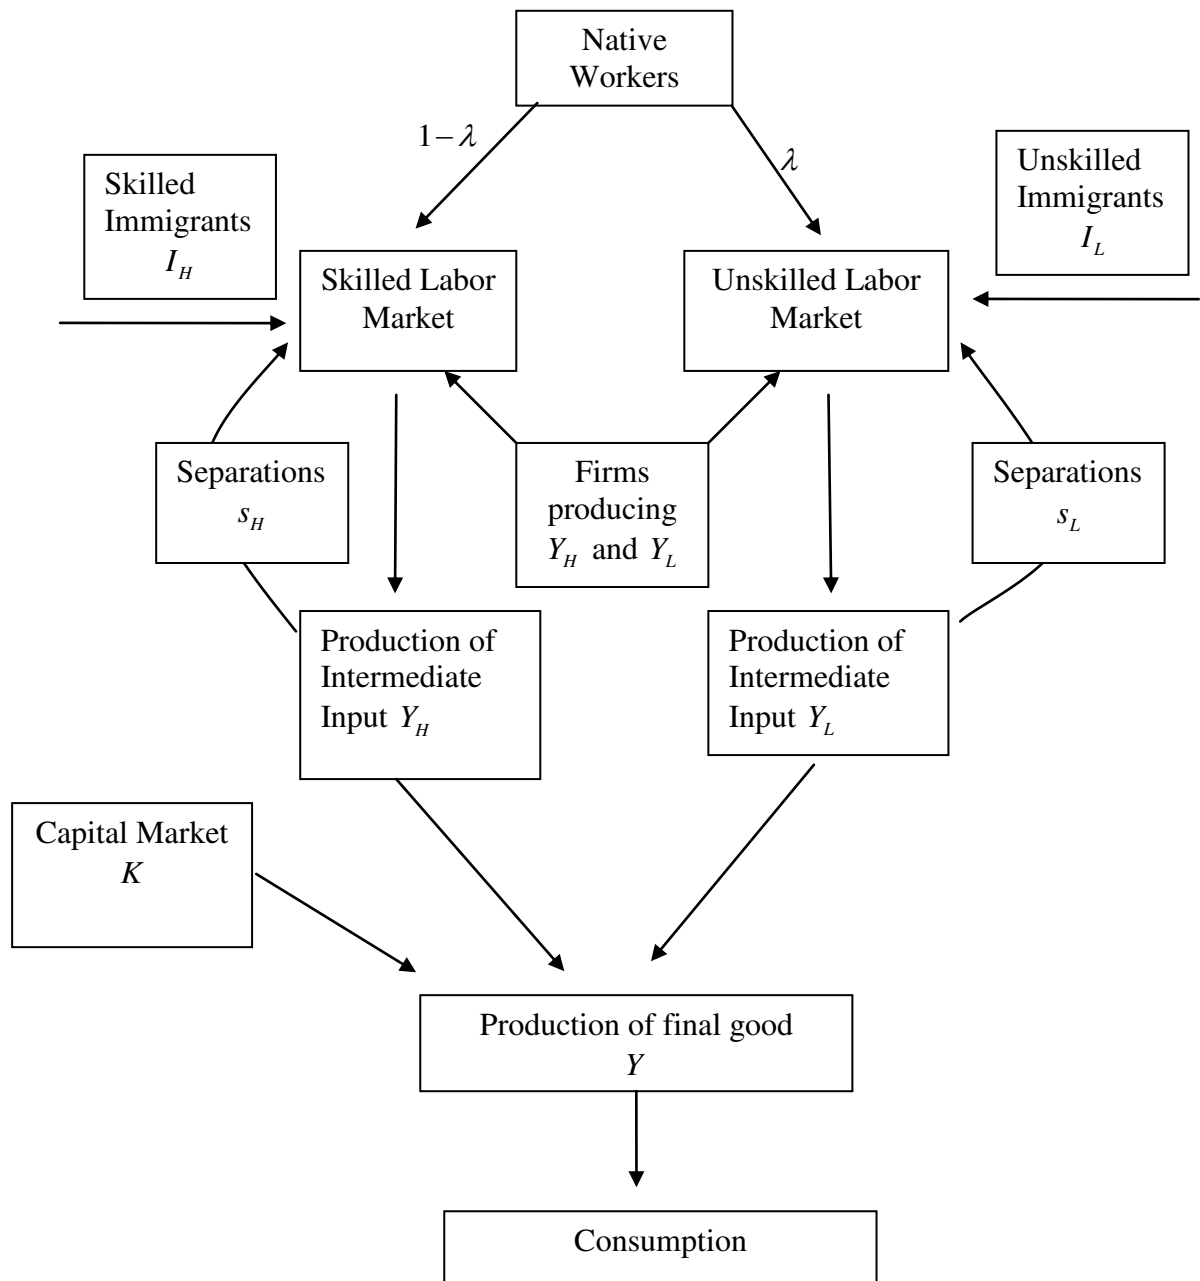 Native
Workers
1 − λ
λ
Skilled
Immigrants
I_H
Unskilled
Immigrants
I_L
Skilled Labor
Market
Unskilled Labor
Market
Separations
s_H
Firms
producing
Y_H and Y_L
Separations
s_L
Production of
Intermediate
Input Y_H
Production of
Intermediate
Input Y_L
Capital Market
K
Production of final good
Y
Consumption